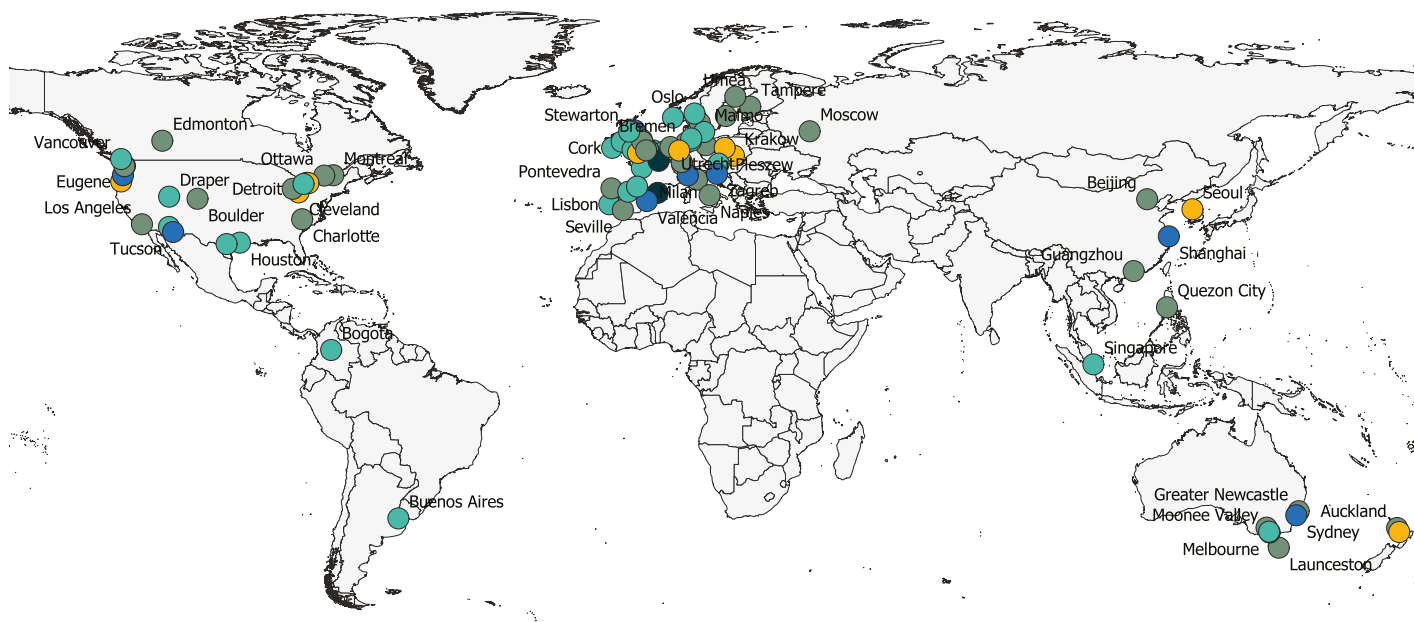 Umeå
Tampere
Oslo
Stewarton
Malmö
Moscow
Edmonton
Bremen
Vancouver
Krakow
Cork
Ottawa
Montreal
Utrecht
Pleszew
Pontevedra
Eugene
Draper
Detroit
Beijing
Seoul
Milan
Zagreb
Los Angeles
Boulder
Cleveland
Lisbon
Valencia
Naples
Seville
Charlotte
Tucson
Houston
Shanghai
Guangzhou
Quezon City
Bogota
Singapore
Buenos Aires
Greater Newcastle
Moonee Valley
Auckland
Sydney
Melbourne
Launceston